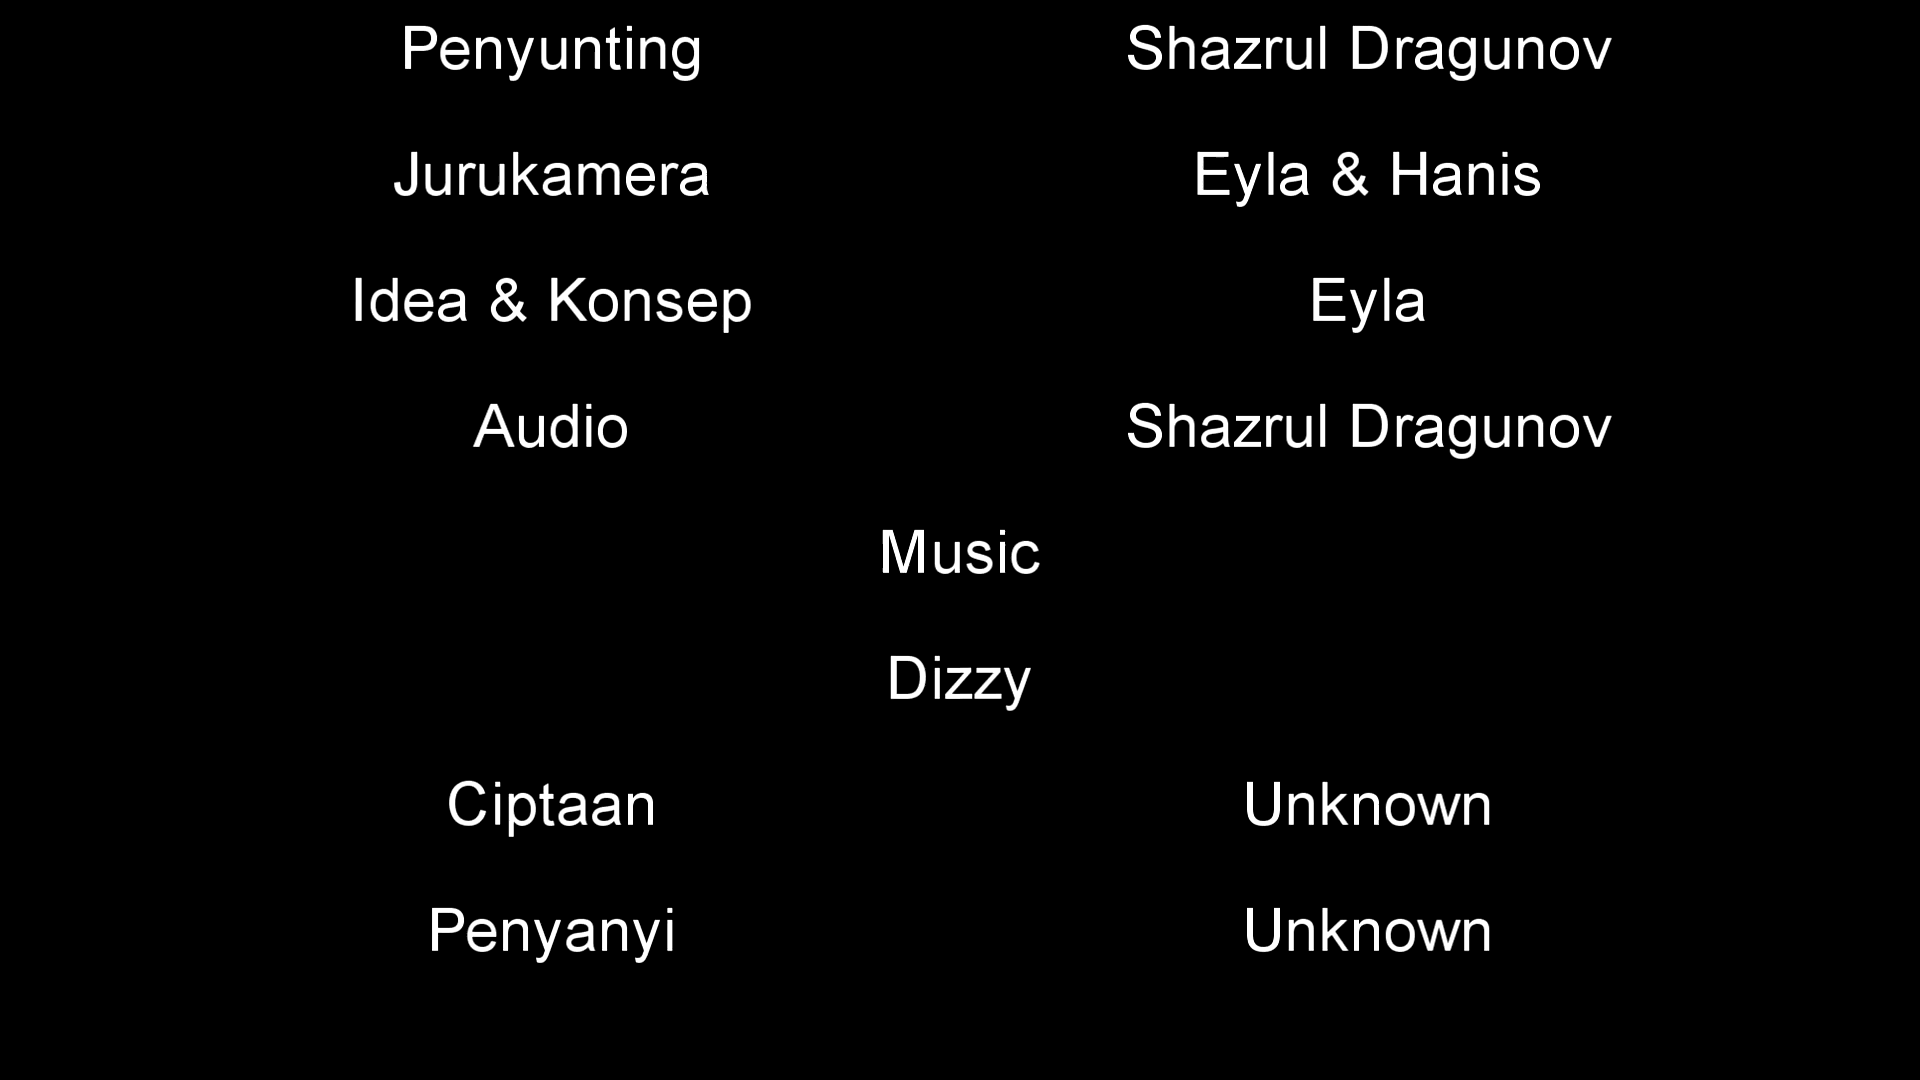 Penyunting Shazrul Dragunov
Jurukamera Eyla & Hanis
Idea & Konsep Eyla
Audio Shazrul Dragunov
Music
Dizzy
Ciptaan Unknown
Penyanyi Unknown